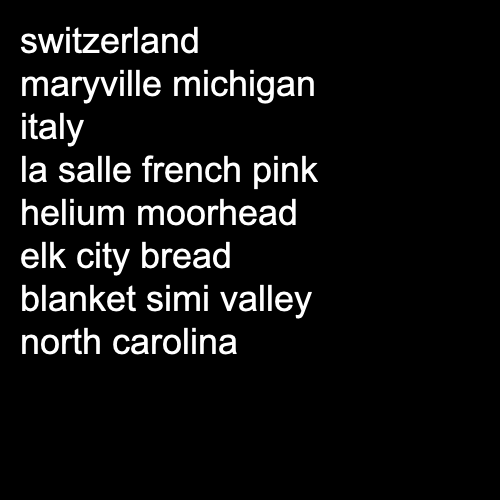 switzerland
maryville michigan
italy
la salle french pink
helium moorhead
elk city bread
blanket simi valley
north carolina